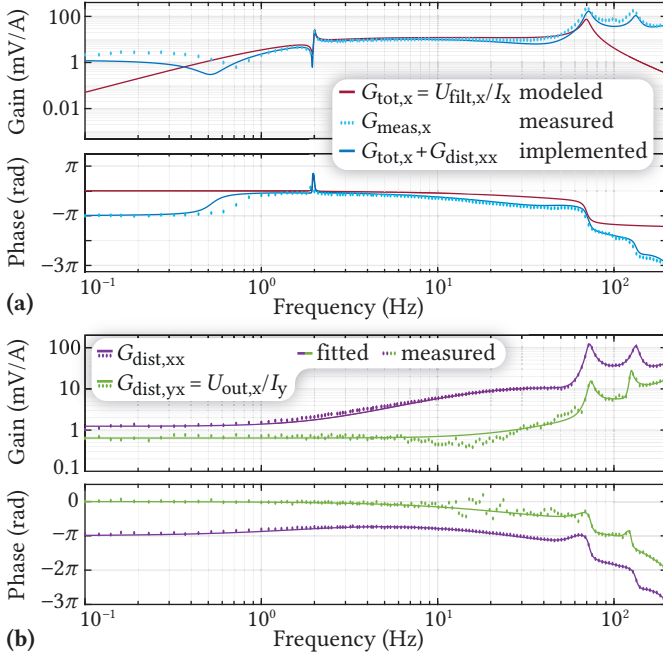 100
1
0.01
Gain (mV/A)
G_tot,x = U_filt,x/I_x modeled
G_meas,x measured
G_tot,x + G_dist,xx implemented
π
−π
−3π
Phase (rad)
10^−1 10^0 10^1 10^2
Frequency (Hz)
(a)
100
10
1
0.1
Gain (mV/A)
G_dist,xx fitted measured
G_dist,yx = U_out,x/I_y
0
−π
−2π
−3π
Phase (rad)
10^−1 10^0 10^1 10^2
Frequency (Hz)
(b)